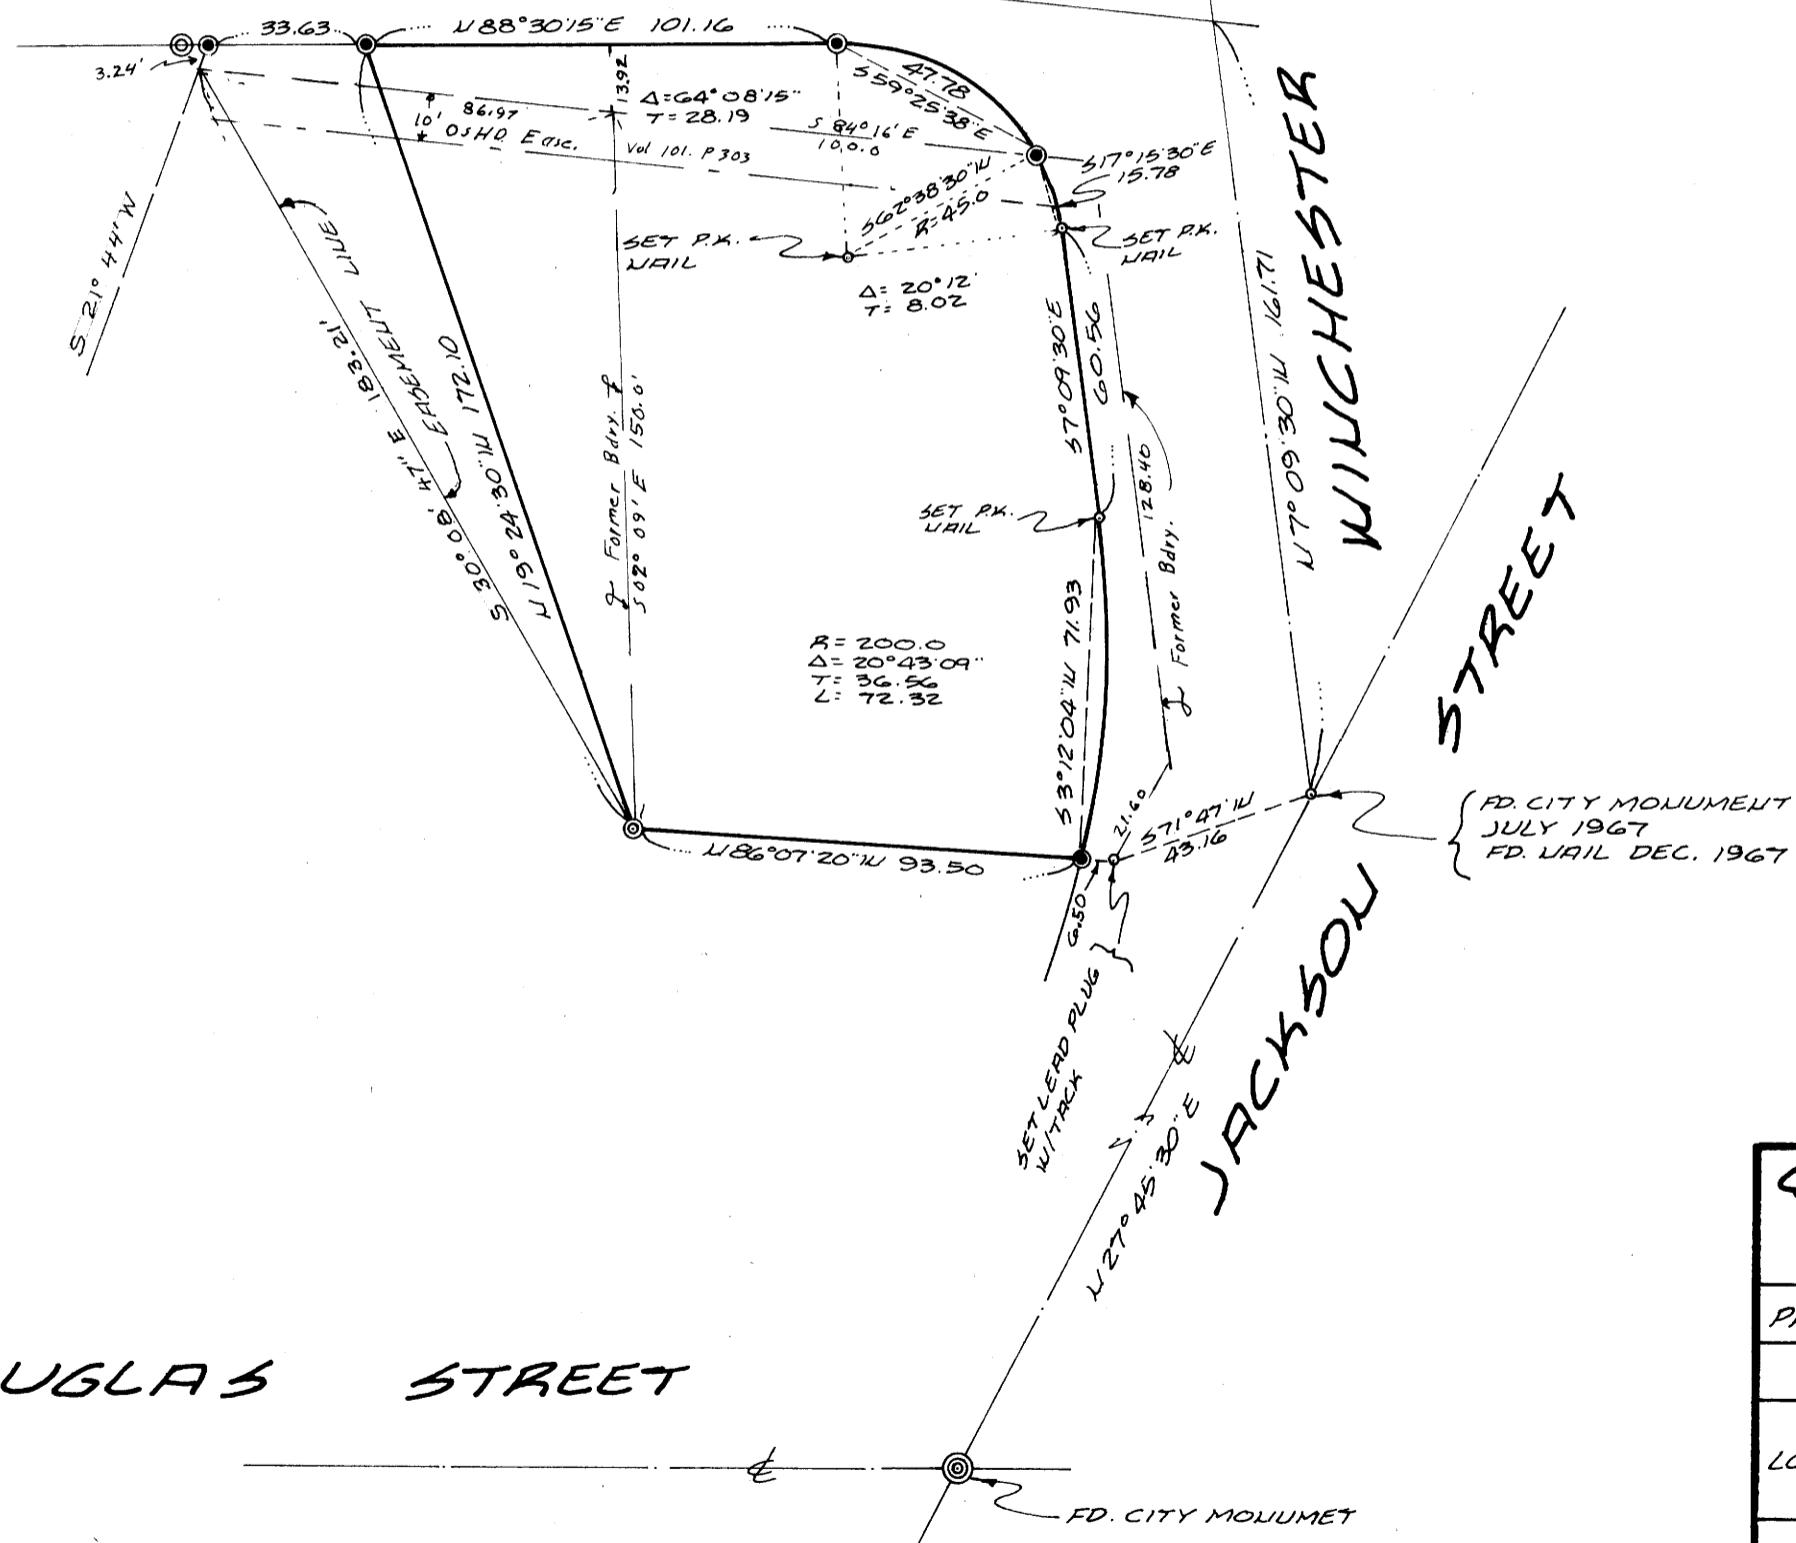 33.63
N88°30'15"E 101.16
3.24'
13.92
Δ=64°08'15"
T=28.19
47.78
S59°25'38"E
86.97
10'
OSHD Ease.
Vol 101. P 303
S 84°16' E
100.0
S17°15'30"E
15.78
S62°38'30"W
R=45.0
SET P.K.
NAIL
SET P.K.
NAIL
Δ= 20°12'
T= 8.02
S 21° 44' W
EASEMENT LINE
S 30° 08' 47" E 183.21'
N19°24'30"W 172.10
Former Bdry.
S 02° 09' E 150.0'
S7°09'30"E
60.56
SET P.K.
NAIL
128.40
Former Bdry.
N7°09'30"W 161.71
WINCHESTER
R= 200.0
Δ= 20°43'09"
T= 36.56
L= 72.32
S3°12'04"W 71.93
21.60
S71°47'W
43.16
N86°07'20"W 93.50
6.50
SET LEAD PLUG
W/TACK
FD. CITY MONUMENT
JULY 1967
FD. NAIL DEC. 1967
JACKSON STREET
N27°45'30"E
UGLAS STREET
FD. CITY MONUMET